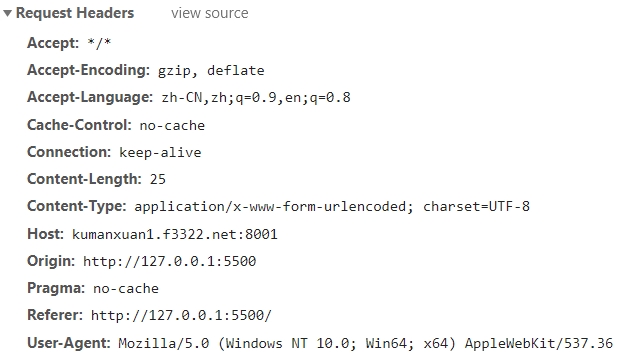 Request Headers view source
Accept: */*
Accept-Encoding: gzip, deflate
Accept-Language: zh-CN,zh;q=0.9,en;q=0.8
Cache-Control: no-cache
Connection: keep-alive
Content-Length: 25
Content-Type: application/x-www-form-urlencoded; charset=UTF-8
Host: kumanxuan1.f3322.net:8001
Origin: http://127.0.0.1:5500
Pragma: no-cache
Referer: http://127.0.0.1:5500/
User-Agent: Mozilla/5.0 (Windows NT 10.0; Win64; x64) AppleWebKit/537.36